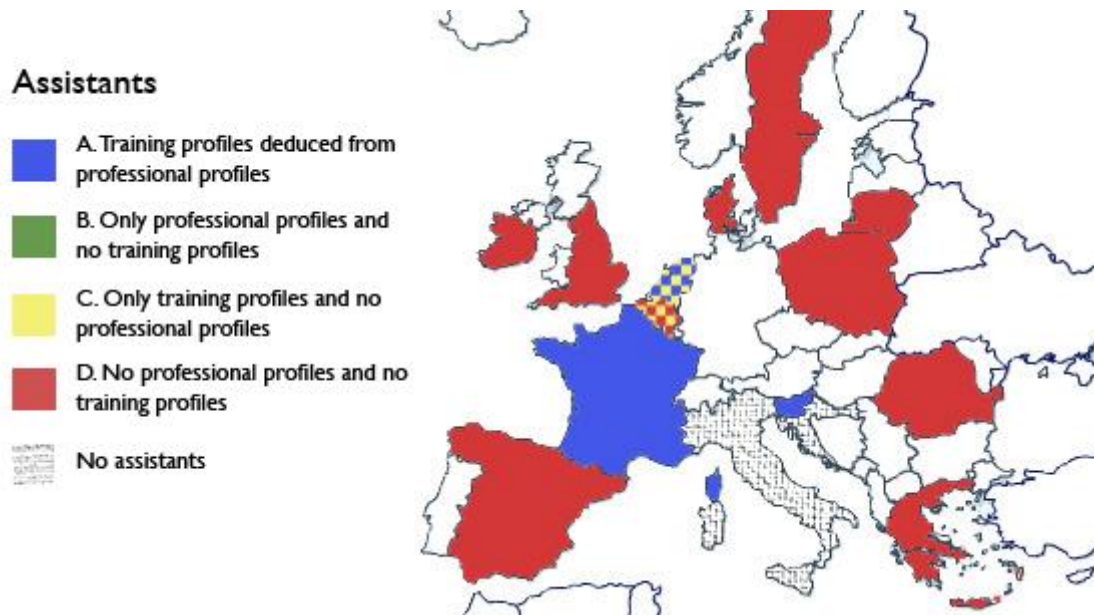 Assistants
A. Training profiles deduced from
professional profiles
B. Only professional profiles and
no training profiles
C. Only training profiles and no
professional profiles
D. No professional profiles and no
training profiles
No assistants